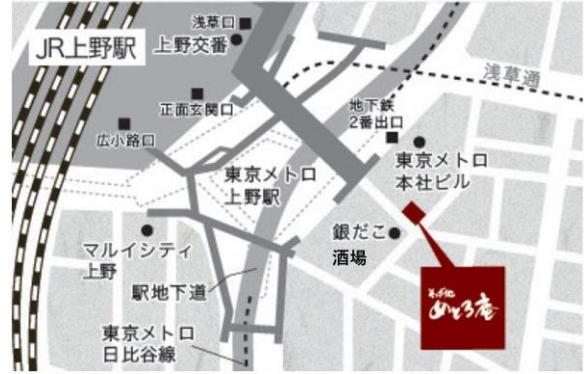 浅草口
上野交番
JR上野駅
浅草通
正面玄関口
地下鉄
2番出口
広小路口
東京メトロ
本社ビル
東京メトロ
上野駅
銀だこ
酒場
マルイシティ
上野
駅地下道
そば処
めとろ庵
東京メトロ
日比谷線